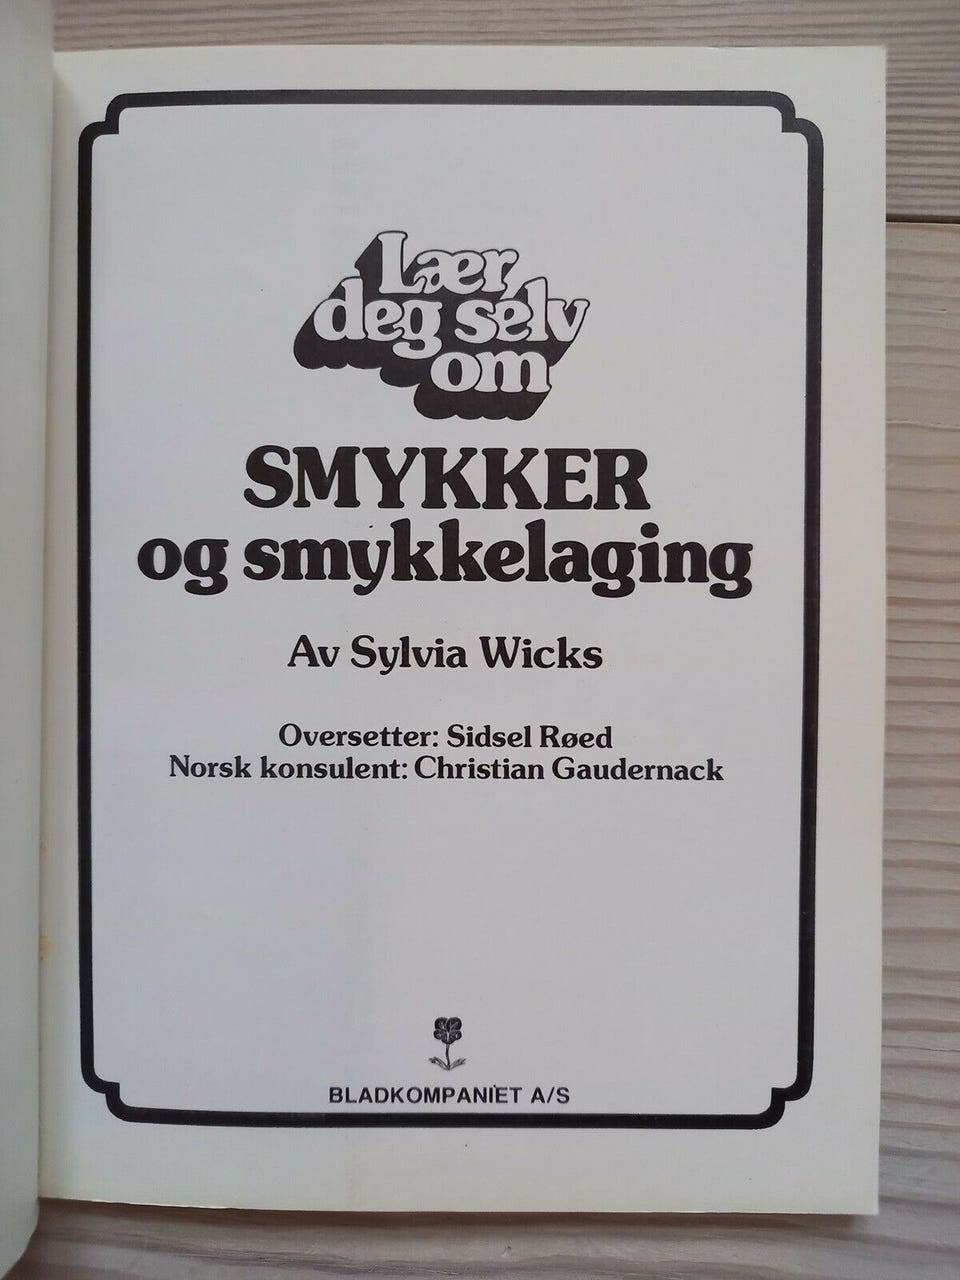 Lær
deg selv
om
SMYKKER
og smykkelaging
Av Sylvia Wicks
Oversetter: Sidsel Røed
Norsk konsulent: Christian Gaudernack
BLADKOMPANIET A/S